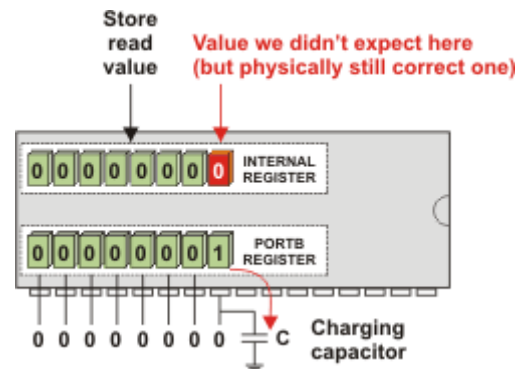 Store
read
value
Value we didn't expect here
(but physically still correct one)
0 0 0 0 0 0 0 0
INTERNAL
REGISTER
0 0 0 0 0 0 0 1
PORTB
REGISTER
0 0 0 0 0 0 0 C
Charging
capacitor